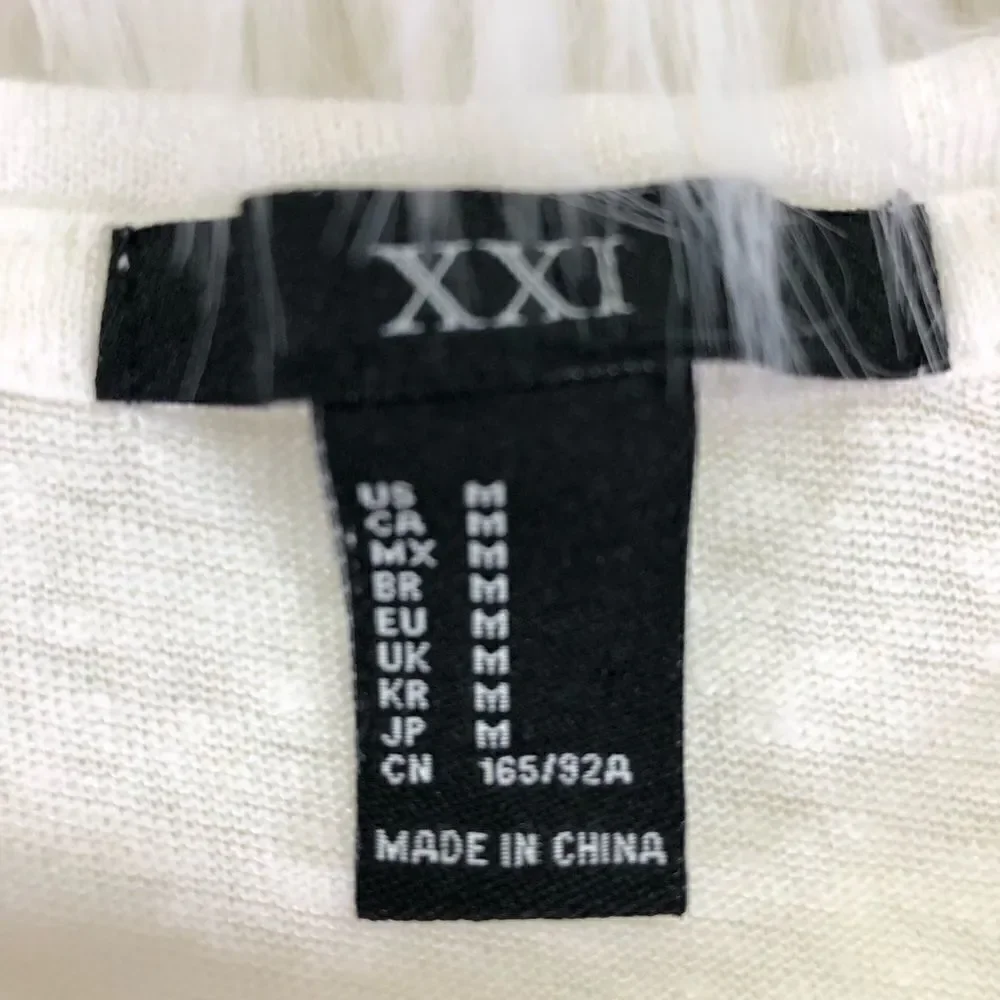 XXI
US M
CA M
MX M
BR M
EU M
UK M
KR M
JP M
CN 165/92A
MADE IN CHINA